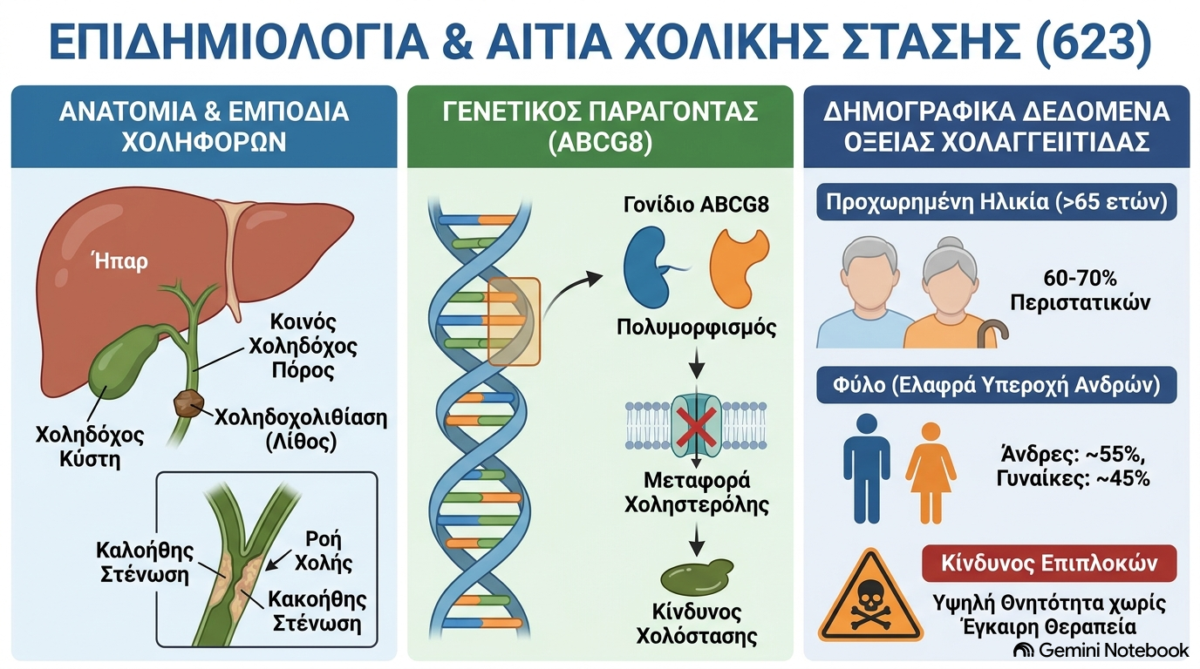 ΕΠΙΔΗΜΙΟΛΟΓΙΑ & ΑΙΤΙΑ ΧΟΛΙΚΗΣ ΣΤΑΣΗΣ (623)
ΑΝΑΤΟΜΙΑ & ΕΜΠΟΔΙΑ
ΧΟΛΗΦΟΡΩΝ
Ήπαρ
Κοινός
Χοληδόχος
Πόρος
Χοληδοχολιθίαση
(Λίθος)
Χοληδόχος
Κύστη
Καλοήθης
Στένωση
Ροή
Χολής
Κακοήθης
Στένωση
ΓΕΝΕΤΙΚΟΣ ΠΑΡΑΓΟΝΤΑΣ
(ABCG8)
Γονίδιο ABCG8
Πολυμορφισμός
Μεταφορά
Χοληστερόλης
Κίνδυνος
Χολόστασης
ΔΗΜΟΓΡΑΦΙΚΑ ΔΕΔΟΜΕΝΑ
ΟΞΕΙΑΣ ΧΟΛΑΓΓΕΙΙΤΙΔΑΣ
Προχωρημένη Ηλικία (>65 ετών)
60-70%
Περιστατικών
Φύλο (Ελαφρά Υπεροχή Ανδρών)
Άνδρες: ~55%,
Γυναίκες: ~45%
Κίνδυνος Επιπλοκών
Υψηλή Θνητότητα χωρίς
Έγκαιρη Θεραπεία
Gemini Notebook